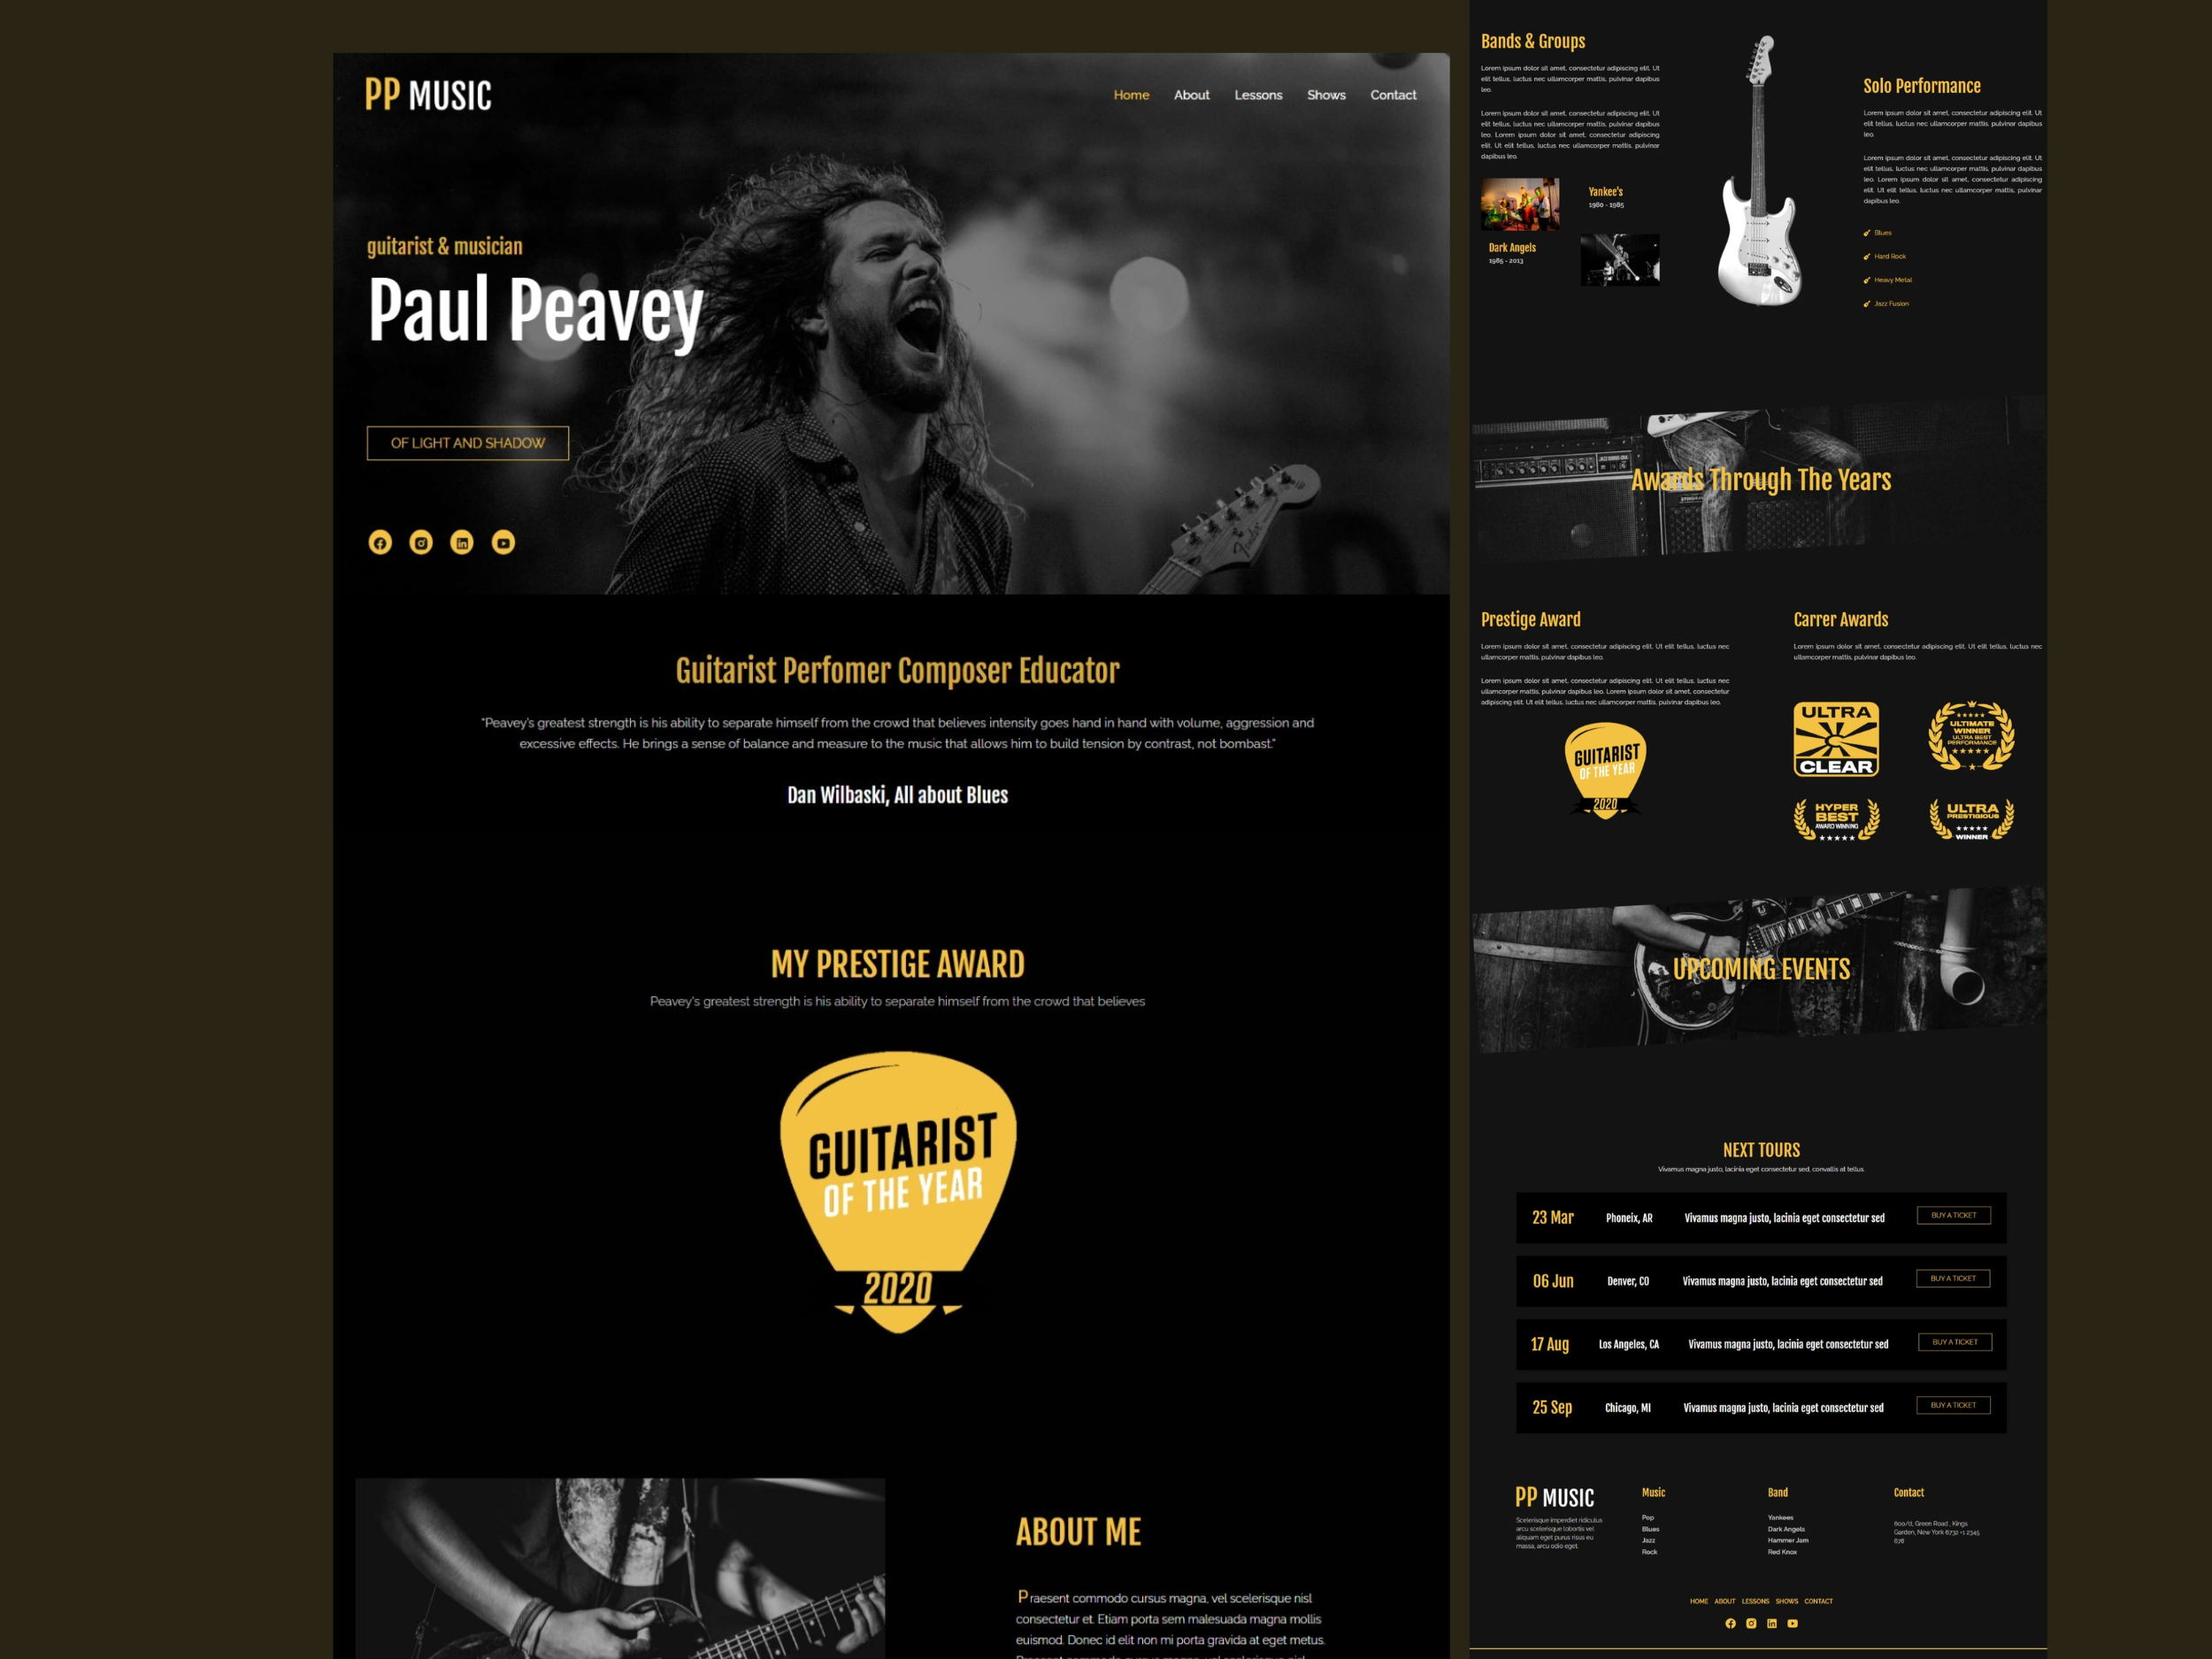 PP MUSIC
Home About Lessons Shows Contact
guitarist & musician
Paul Peavey
OF LIGHT AND SHADOW
Fender
Guitarist Perfomer Composer Educator
"Peavey's greatest strength is his ability to separate himself from the crowd that believes intensity goes hand in hand with volume, aggression and
excessive effects. He brings a sense of balance and measure to the music that allows him to build tension by contrast, not bombast."
Dan Wilbaski, All about Blues
MY PRESTIGE AWARD
Peavey's greatest strength is his ability to separate himself from the crowd that believes
GUITARIST
OF THE YEAR
2020
ABOUT ME
Praesent commodo cursus magna, vel scelerisque nisl
consectetur et. Etiam porta sem malesuada magna mollis
euismod. Donec id elit non mi porta gravida at eget metus.
Bands & Groups
Lorem ipsum dolor sit amet, consectetur adipiscing elit. Ut
elit tellus, luctus nec ullamcorper mattis, pulvinar dapibus
leo.
Lorem ipsum dolor sit amet, consectetur adipiscing elit. Ut
elit tellus, luctus nec ullamcorper mattis, pulvinar dapibus
leo. Lorem ipsum dolor sit amet, consectetur adipiscing
elit. Ut elit tellus, luctus nec ullamcorper mattis, pulvinar
dapibus leo.
Yankee's
1960 - 1985
Dark Angels
1985 - 2013
Solo Performance
Lorem ipsum dolor sit amet, consectetur adipiscing elit. Ut
elit tellus, luctus nec ullamcorper mattis, pulvinar dapibus
leo.
Lorem ipsum dolor sit amet, consectetur adipiscing elit. Ut
elit tellus, luctus nec ullamcorper mattis, pulvinar dapibus
leo. Lorem ipsum dolor sit amet, consectetur adipiscing
elit. Ut elit tellus, luctus nec ullamcorper mattis, pulvinar
dapibus leo.
Blues
Hard Rock
Heavy Metal
Jazz Fusion
Awards Through The Years
Prestige Award
Lorem ipsum dolor sit amet, consectetur adipiscing elit. Ut elit tellus, luctus nec
ullamcorper mattis, pulvinar dapibus leo.
Lorem ipsum dolor sit amet, consectetur adipiscing elit. Ut elit tellus, luctus nec
ullamcorper mattis, pulvinar dapibus leo. Lorem ipsum dolor sit amet, consectetur
adipiscing elit. Ut elit tellus, luctus nec ullamcorper mattis, pulvinar dapibus leo.
GUITARIST
OF THE YEAR
2020
Carrer Awards
Lorem ipsum dolor sit amet, consectetur adipiscing elit. Ut elit tellus, luctus nec
ullamcorper mattis, pulvinar dapibus leo.
ULTRA
CLEAR
ULTIMATE
WINNER
ULTRA BEST
PERFORMANCE
HYPER
BEST
AWARD WINNING
ULTRA
PRESTIGIOUS
WINNER
UPCOMING EVENTS
NEXT TOURS
Vivamus magna justo, lacinia eget consectetur sed, convallis at tellus.
23 Mar Phoneix, AR Vivamus magna justo, lacinia eget consectetur sed BUY A TICKET
06 Jun Denver, CO Vivamus magna justo, lacinia eget consectetur sed BUY A TICKET
17 Aug Los Angeles, CA Vivamus magna justo, lacinia eget consectetur sed BUY A TICKET
25 Sep Chicago, MI Vivamus magna justo, lacinia eget consectetur sed BUY A TICKET
PP MUSIC
Scelerisque imperdiet ridiculus
arcu scelerisque lobortis vel
aliquam eget purus risus eu
massa, arcu odio eget.
Music
Pop
Blues
Jazz
Rock
Band
Yankees
Dark Angels
Hammer Jam
Red Knox
Contact
600/d, Green Road , Kings
Garden, New York 6732 +1 2345
678
HOME ABOUT LESSONS SHOWS CONTACT